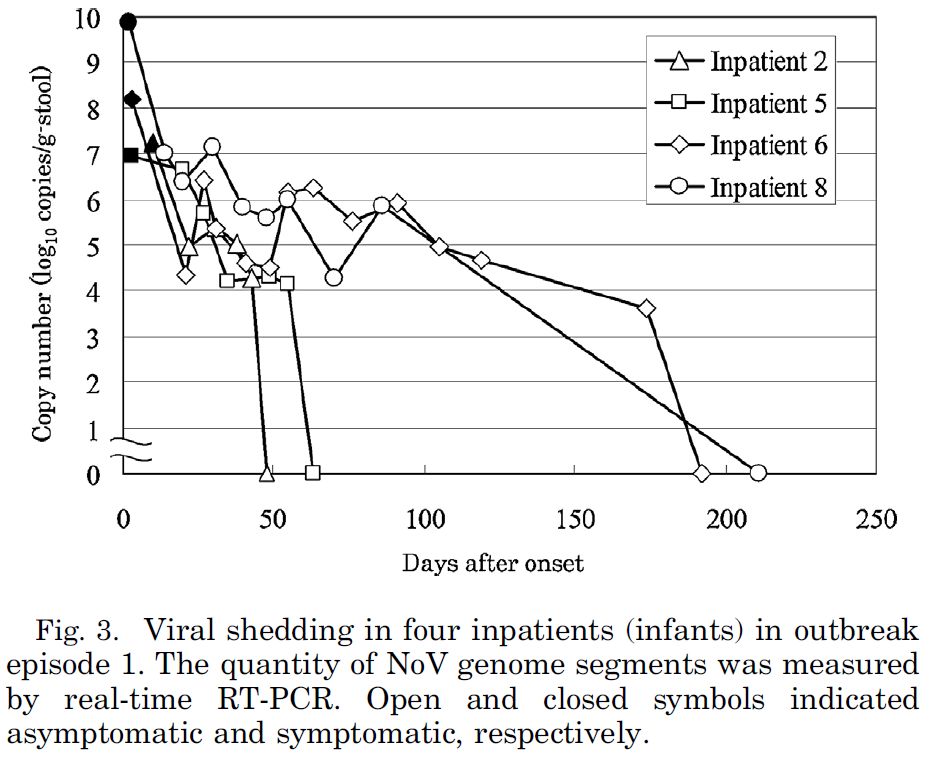 10
9
8
7
6
5
4
3
2
1
0
Copy number (log10 copies/g-stool)
Inpatient 2
Inpatient 5
Inpatient 6
Inpatient 8
0 50 100 150 200 250
Days after onset
Fig. 3. Viral shedding in four inpatients (infants) in outbreak
episode 1. The quantity of NoV genome segments was measured
by real-time RT-PCR. Open and closed symbols indicated
asymptomatic and symptomatic, respectively.